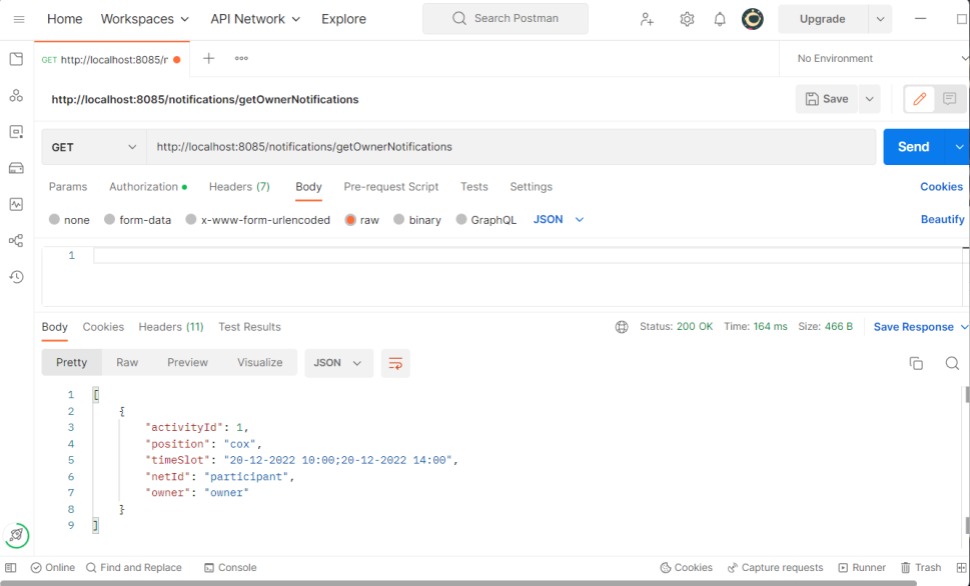 Home Workspaces API Network Explore Search Postman Upgrade
GET http://localhost:8085/r No Environment
http://localhost:8085/notifications/getOwnerNotifications Save
GET http://localhost:8085/notifications/getOwnerNotifications Send
Params Authorization Headers (7) Body Pre-request Script Tests Settings Cookies
none form-data x-www-form-urlencoded raw binary GraphQL JSON Beautify
1
Body Cookies Headers (11) Test Results Status: 200 OK Time: 164 ms Size: 466 B Save Response
Pretty Raw Preview Visualize JSON
1 [
2 {
3 "activityId": 1,
4 "position": "cox",
5 "timeSlot": "20-12-2022 10:00;20-12-2022 14:00",
6 "netId": "participant",
7 "owner": "owner"
8 }
9 ]
Online Find and Replace Console Cookies Capture requests Runner Trash